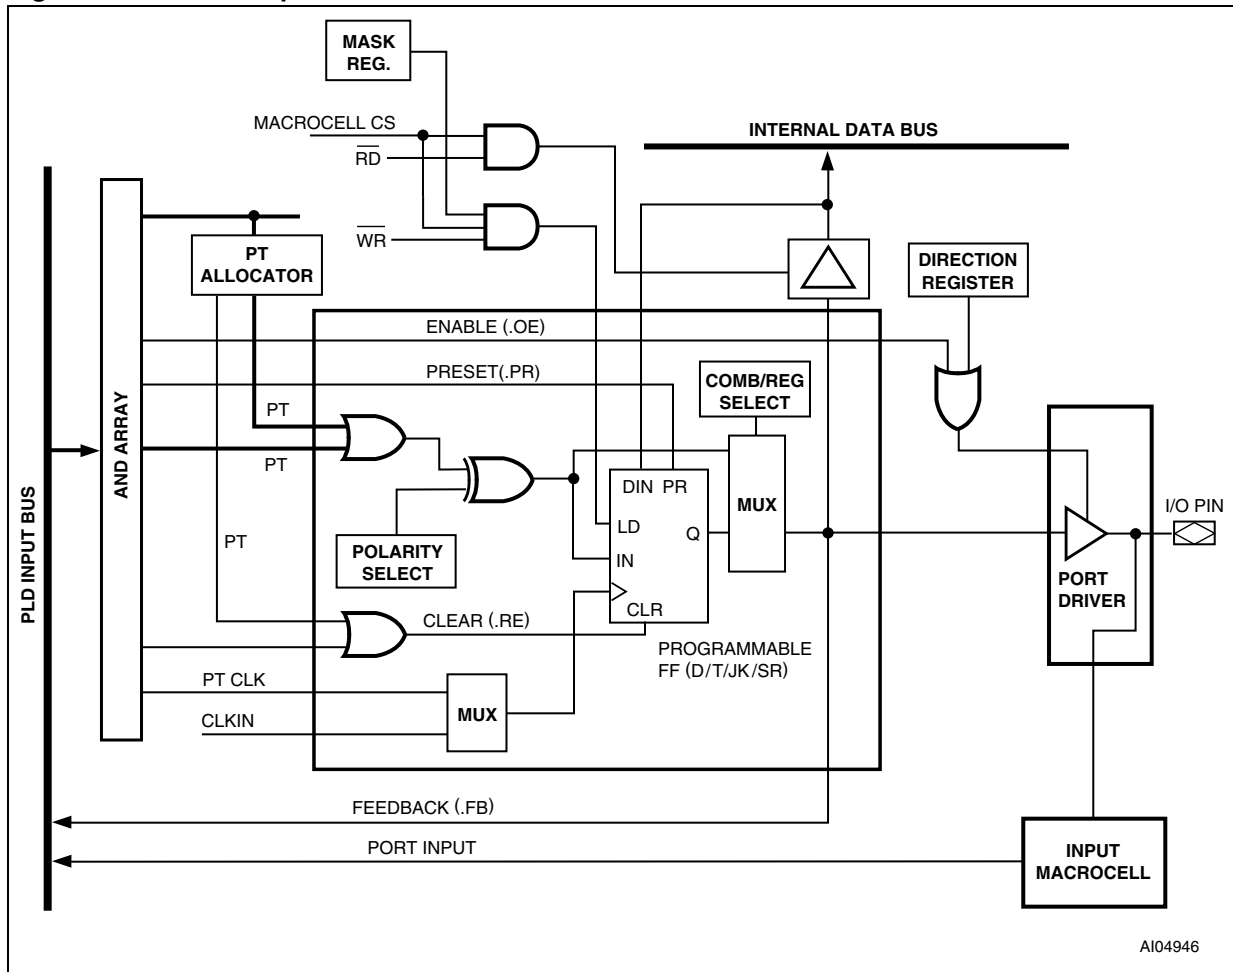 MASK
REG.
MACROCELL CS
RD
WR
INTERNAL DATA BUS
PT
ALLOCATOR
DIRECTION
REGISTER
ENABLE (.OE)
PRESET(.PR)
COMB/REG
SELECT
PT
PT
PT
AND ARRAY
PLD INPUT BUS
POLARITY
SELECT
DIN PR
LD
IN
Q
CLR
MUX
I/O PIN
PORT
DRIVER
CLEAR (.RE)
PROGRAMMABLE
FF (D/T/JK/SR)
PT CLK
CLKIN
MUX
FEEDBACK (.FB)
PORT INPUT
INPUT
MACROCELL
AI04946